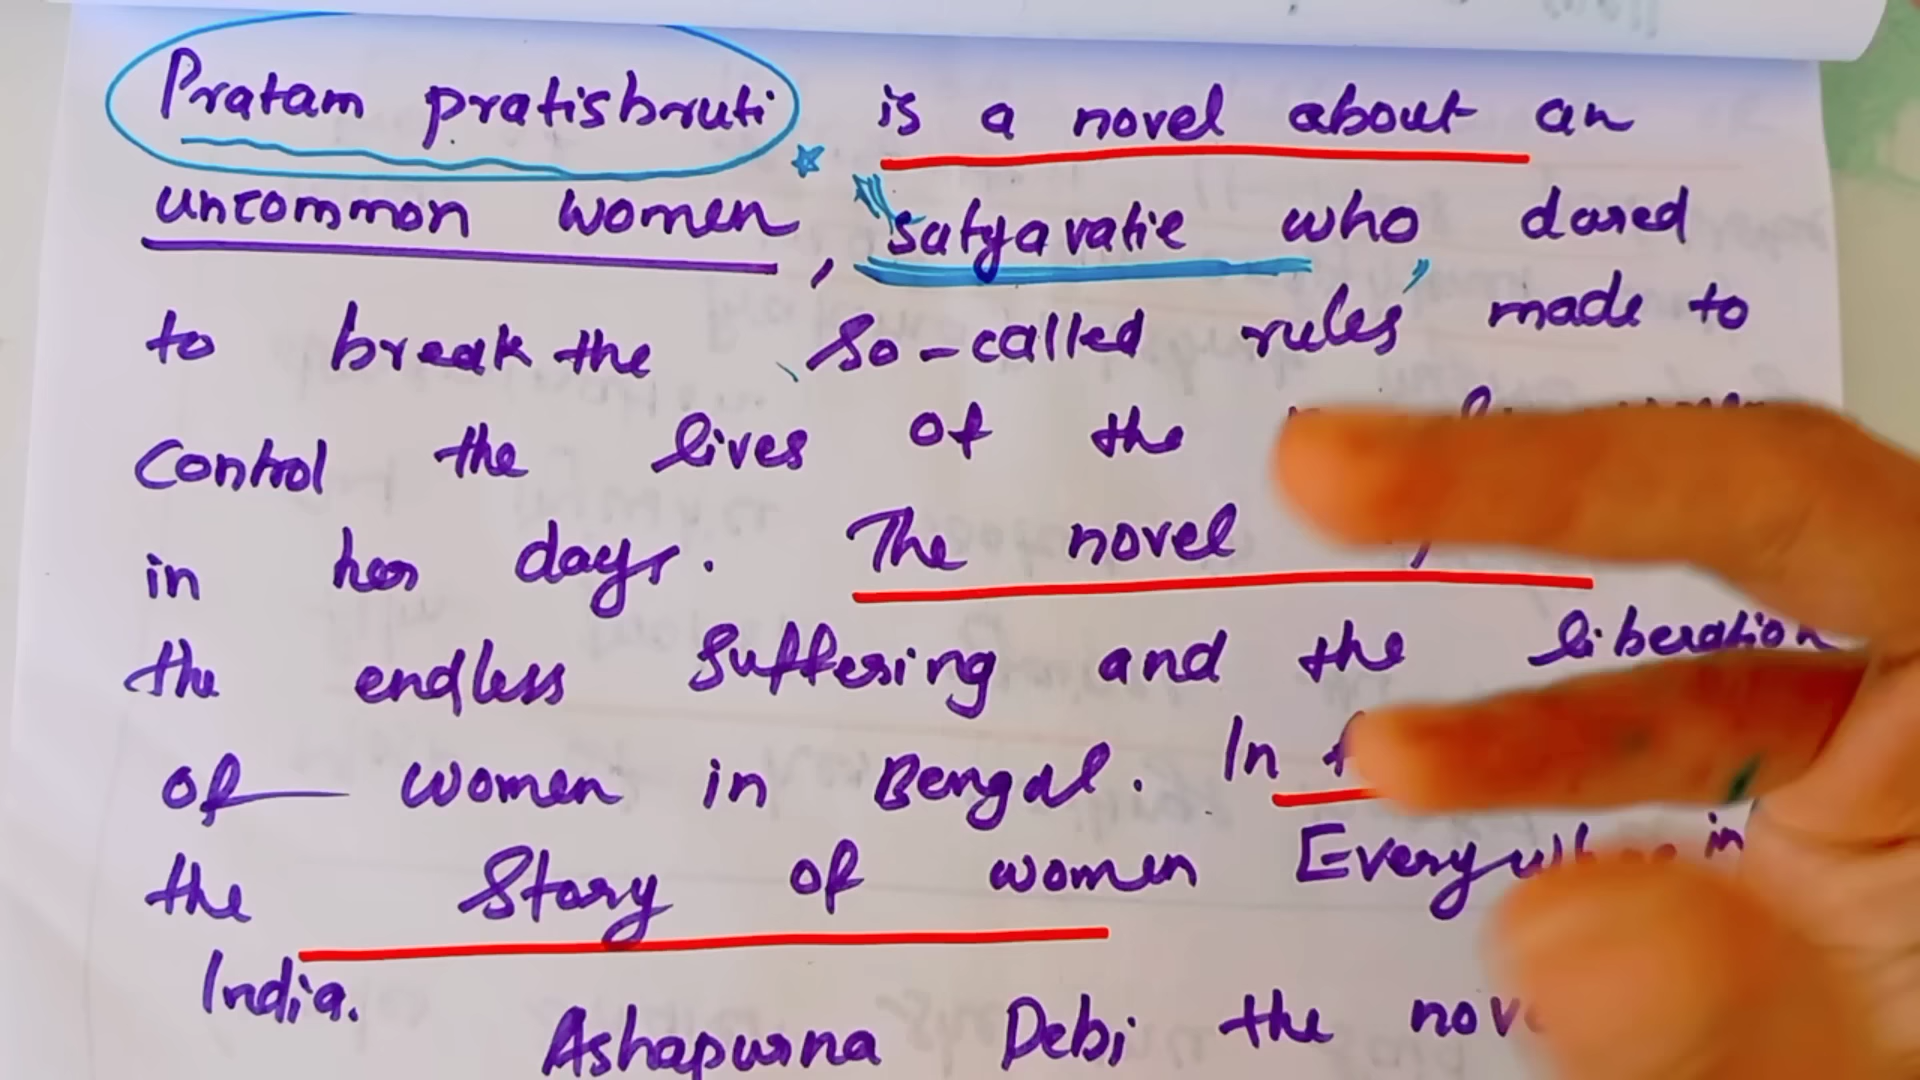 Pratam pratishruti is a novel about an
uncommon women, satyavatie who dared
to break the so-called rules' made to
Control the lives of the
in her days. The novel
the endless suffering and the liberation
of women in Bengal. In
the story of women Everywhere in
India.
Ashapurna Debi the